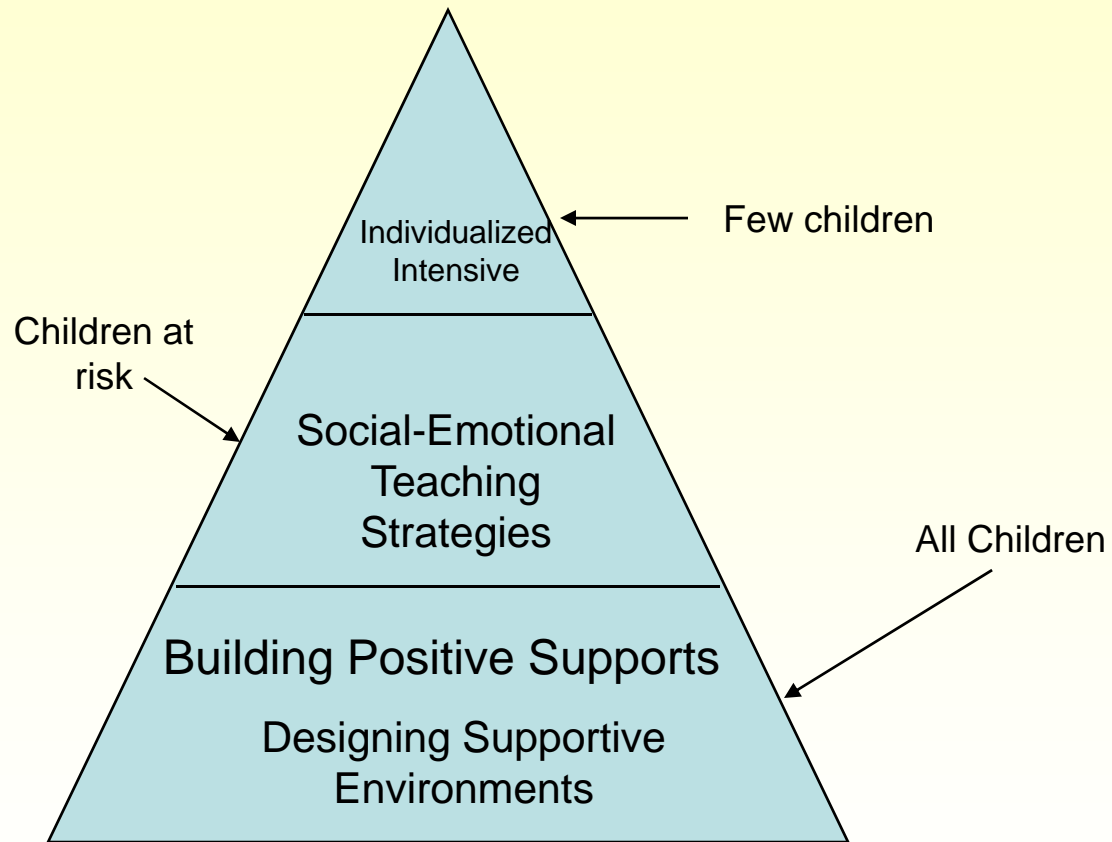 Individualized
Intensive
Few children
Children at
risk
Social-Emotional
Teaching
Strategies
All Children
Building Positive Supports
Designing Supportive
Environments